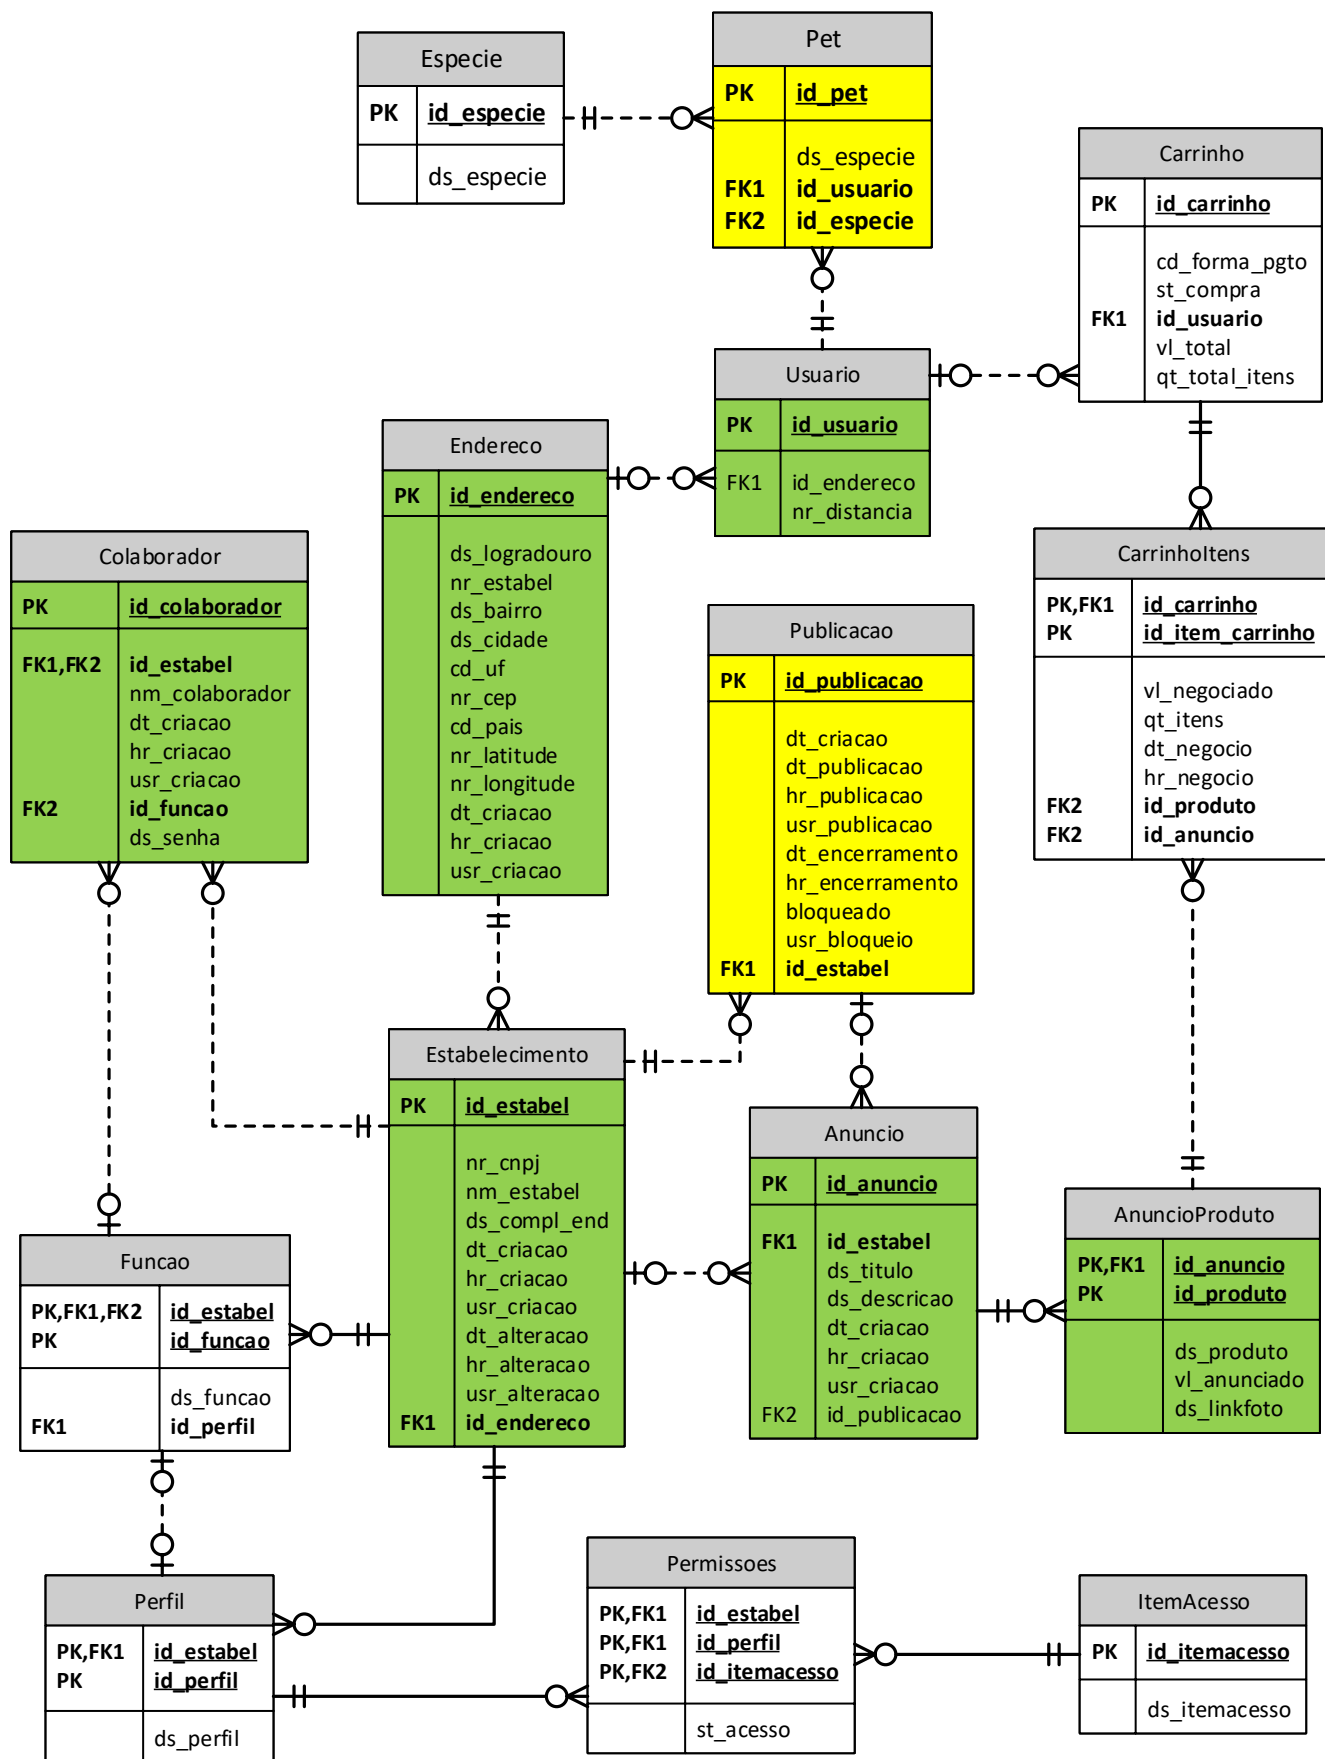 Especie
PK id_especie
ds_especie
Pet
PK id_pet
ds_especie
FK1 id_usuario
FK2 id_especie
Carrinho
PK id_carrinho
cd_forma_pgto
st_compra
FK1 id_usuario
vl_total
qt_total_itens
Usuario
PK id_usuario
FK1 id_endereco
nr_distancia
Endereco
PK id_endereco
ds_logradouro
nr_estabel
ds_bairro
ds_cidade
cd_uf
nr_cep
cd_pais
nr_latitude
nr_longitude
dt_criacao
hr_criacao
usr_criacao
Colaborador
PK id_colaborador
FK1,FK2 id_estabel
nm_colaborador
dt_criacao
hr_criacao
usr_criacao
FK2 id_funcao
ds_senha
Publicacao
PK id_publicacao
dt_criacao
dt_publicacao
hr_publicacao
usr_publicacao
dt_encerramento
hr_encerramento
bloqueado
usr_bloqueio
FK1 id_estabel
CarrinhoItens
PK,FK1 id_carrinho
PK id_item_carrinho
vl_negociado
qt_itens
dt_negocio
hr_negocio
FK2 id_produto
FK2 id_anuncio
Estabelecimento
PK id_estabel
nr_cnpj
nm_estabel
ds_compl_end
dt_criacao
hr_criacao
usr_criacao
dt_alteracao
hr_alteracao
usr_alteracao
FK1 id_endereco
Anuncio
PK id_anuncio
FK1 id_estabel
ds_titulo
ds_descricao
dt_criacao
hr_criacao
usr_criacao
FK2 id_publicacao
AnuncioProduto
PK,FK1 id_anuncio
PK id_produto
ds_produto
vl_anunciado
ds_linkfoto
Funcao
PK,FK1,FK2 id_estabel
PK id_funcao
ds_funcao
FK1 id_perfil
Perfil
PK,FK1 id_estabel
PK id_perfil
ds_perfil
Permissoes
PK,FK1 id_estabel
PK,FK1 id_perfil
PK,FK2 id_itemacesso
st_acesso
ItemAcesso
PK id_itemacesso
ds_itemacesso